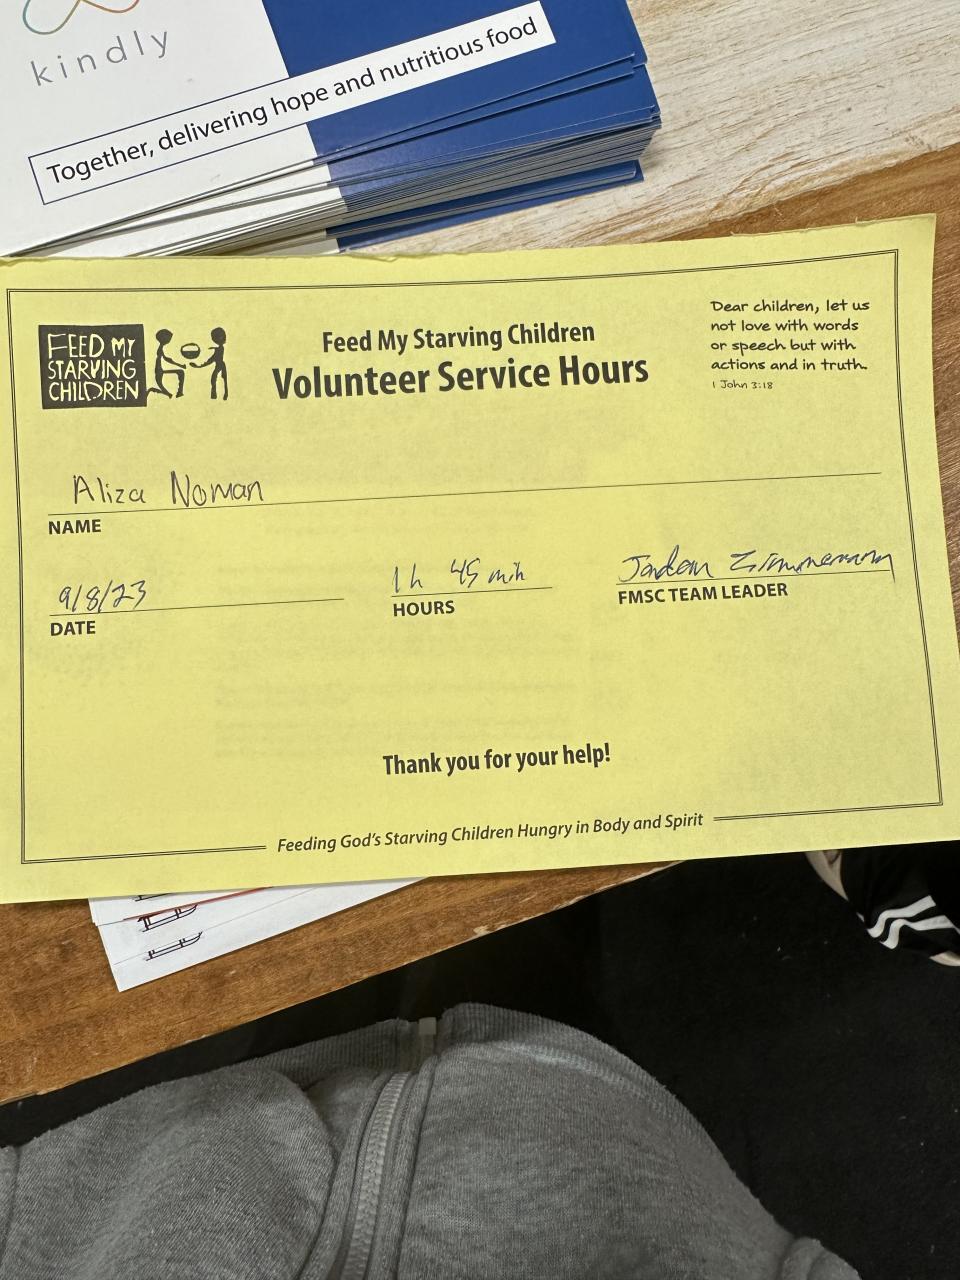 kindly
Together, delivering hope and nutritious food
FEED MY
STARVING
CHILDREN
Feed My Starving Children
Volunteer Service Hours
Dear children, let us
not love with words
or speech but with
actions and in truth.
1 John 3:18
Aliza Noman
NAME
9/8/23
DATE
1h 45 min
HOURS
Jordan Zimmermann
FMSC TEAM LEADER
Thank you for your help!
Feeding God's Starving Children Hungry in Body and Spirit